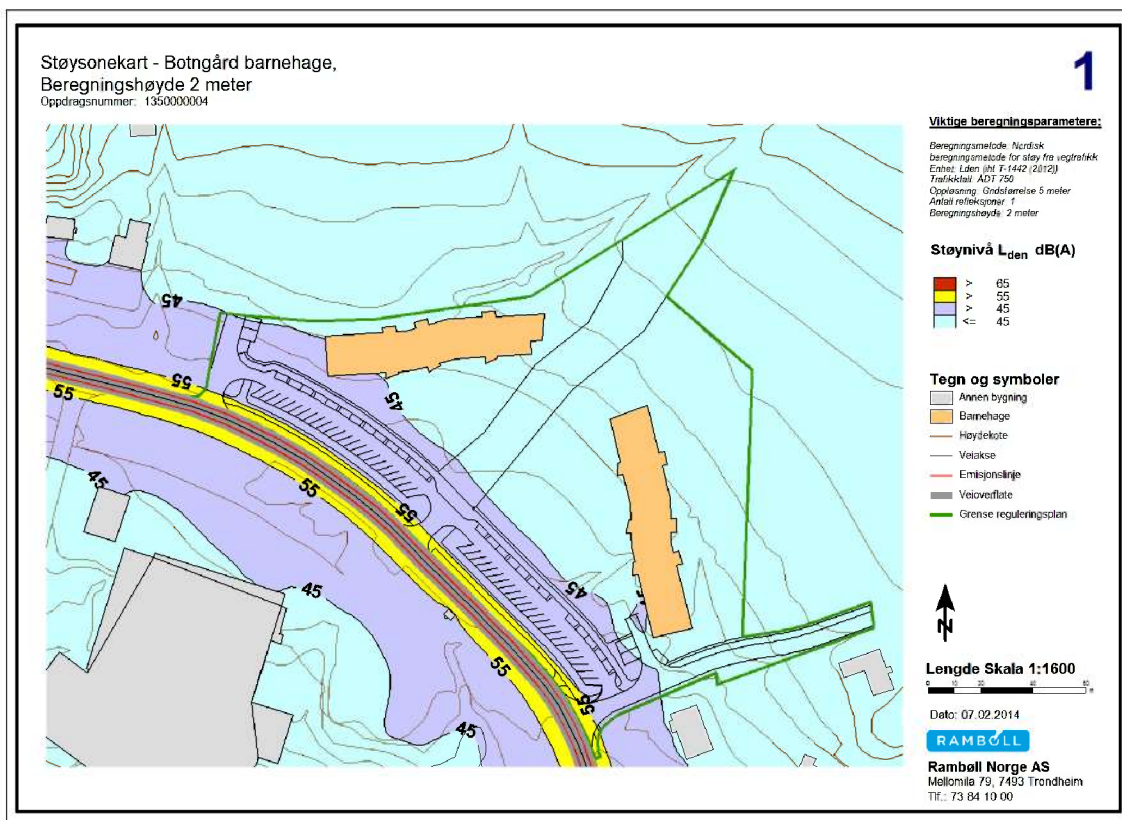 Støysonekart - Botngård barnehage,
Beregningshøyde 2 meter
Oppdragsnummer: 1350000004
1
Viktige beregningsparametere:
Beregningsmetode: Nordisk
beregningsmetode for støy fra vegtrafikk
Enhet: Lden (iht T-1442 (2012))
Trafikktall: ÅDT 750
Oppløsning: Gridstørrelse 5 meter
Antall refleksjoner: 1
Beregningshøyde: 2 meter
Støynivå Lden dB(A)
> 65
> 55
> 45
<= 45
Tegn og symboler
Annen bygning
Barnehage
Høydekote
Veiakse
Emisjonslinje
Veioverflate
Grense reguleringsplan
45
55
55
45
45
55
55
45
45
45
55
55
45
N
Lengde Skala 1:1600
Dato: 07.02.2014
RAMBOLL
Rambøll Norge AS
Mellomila 79, 7493 Trondheim
Tlf.: 73 84 10 00